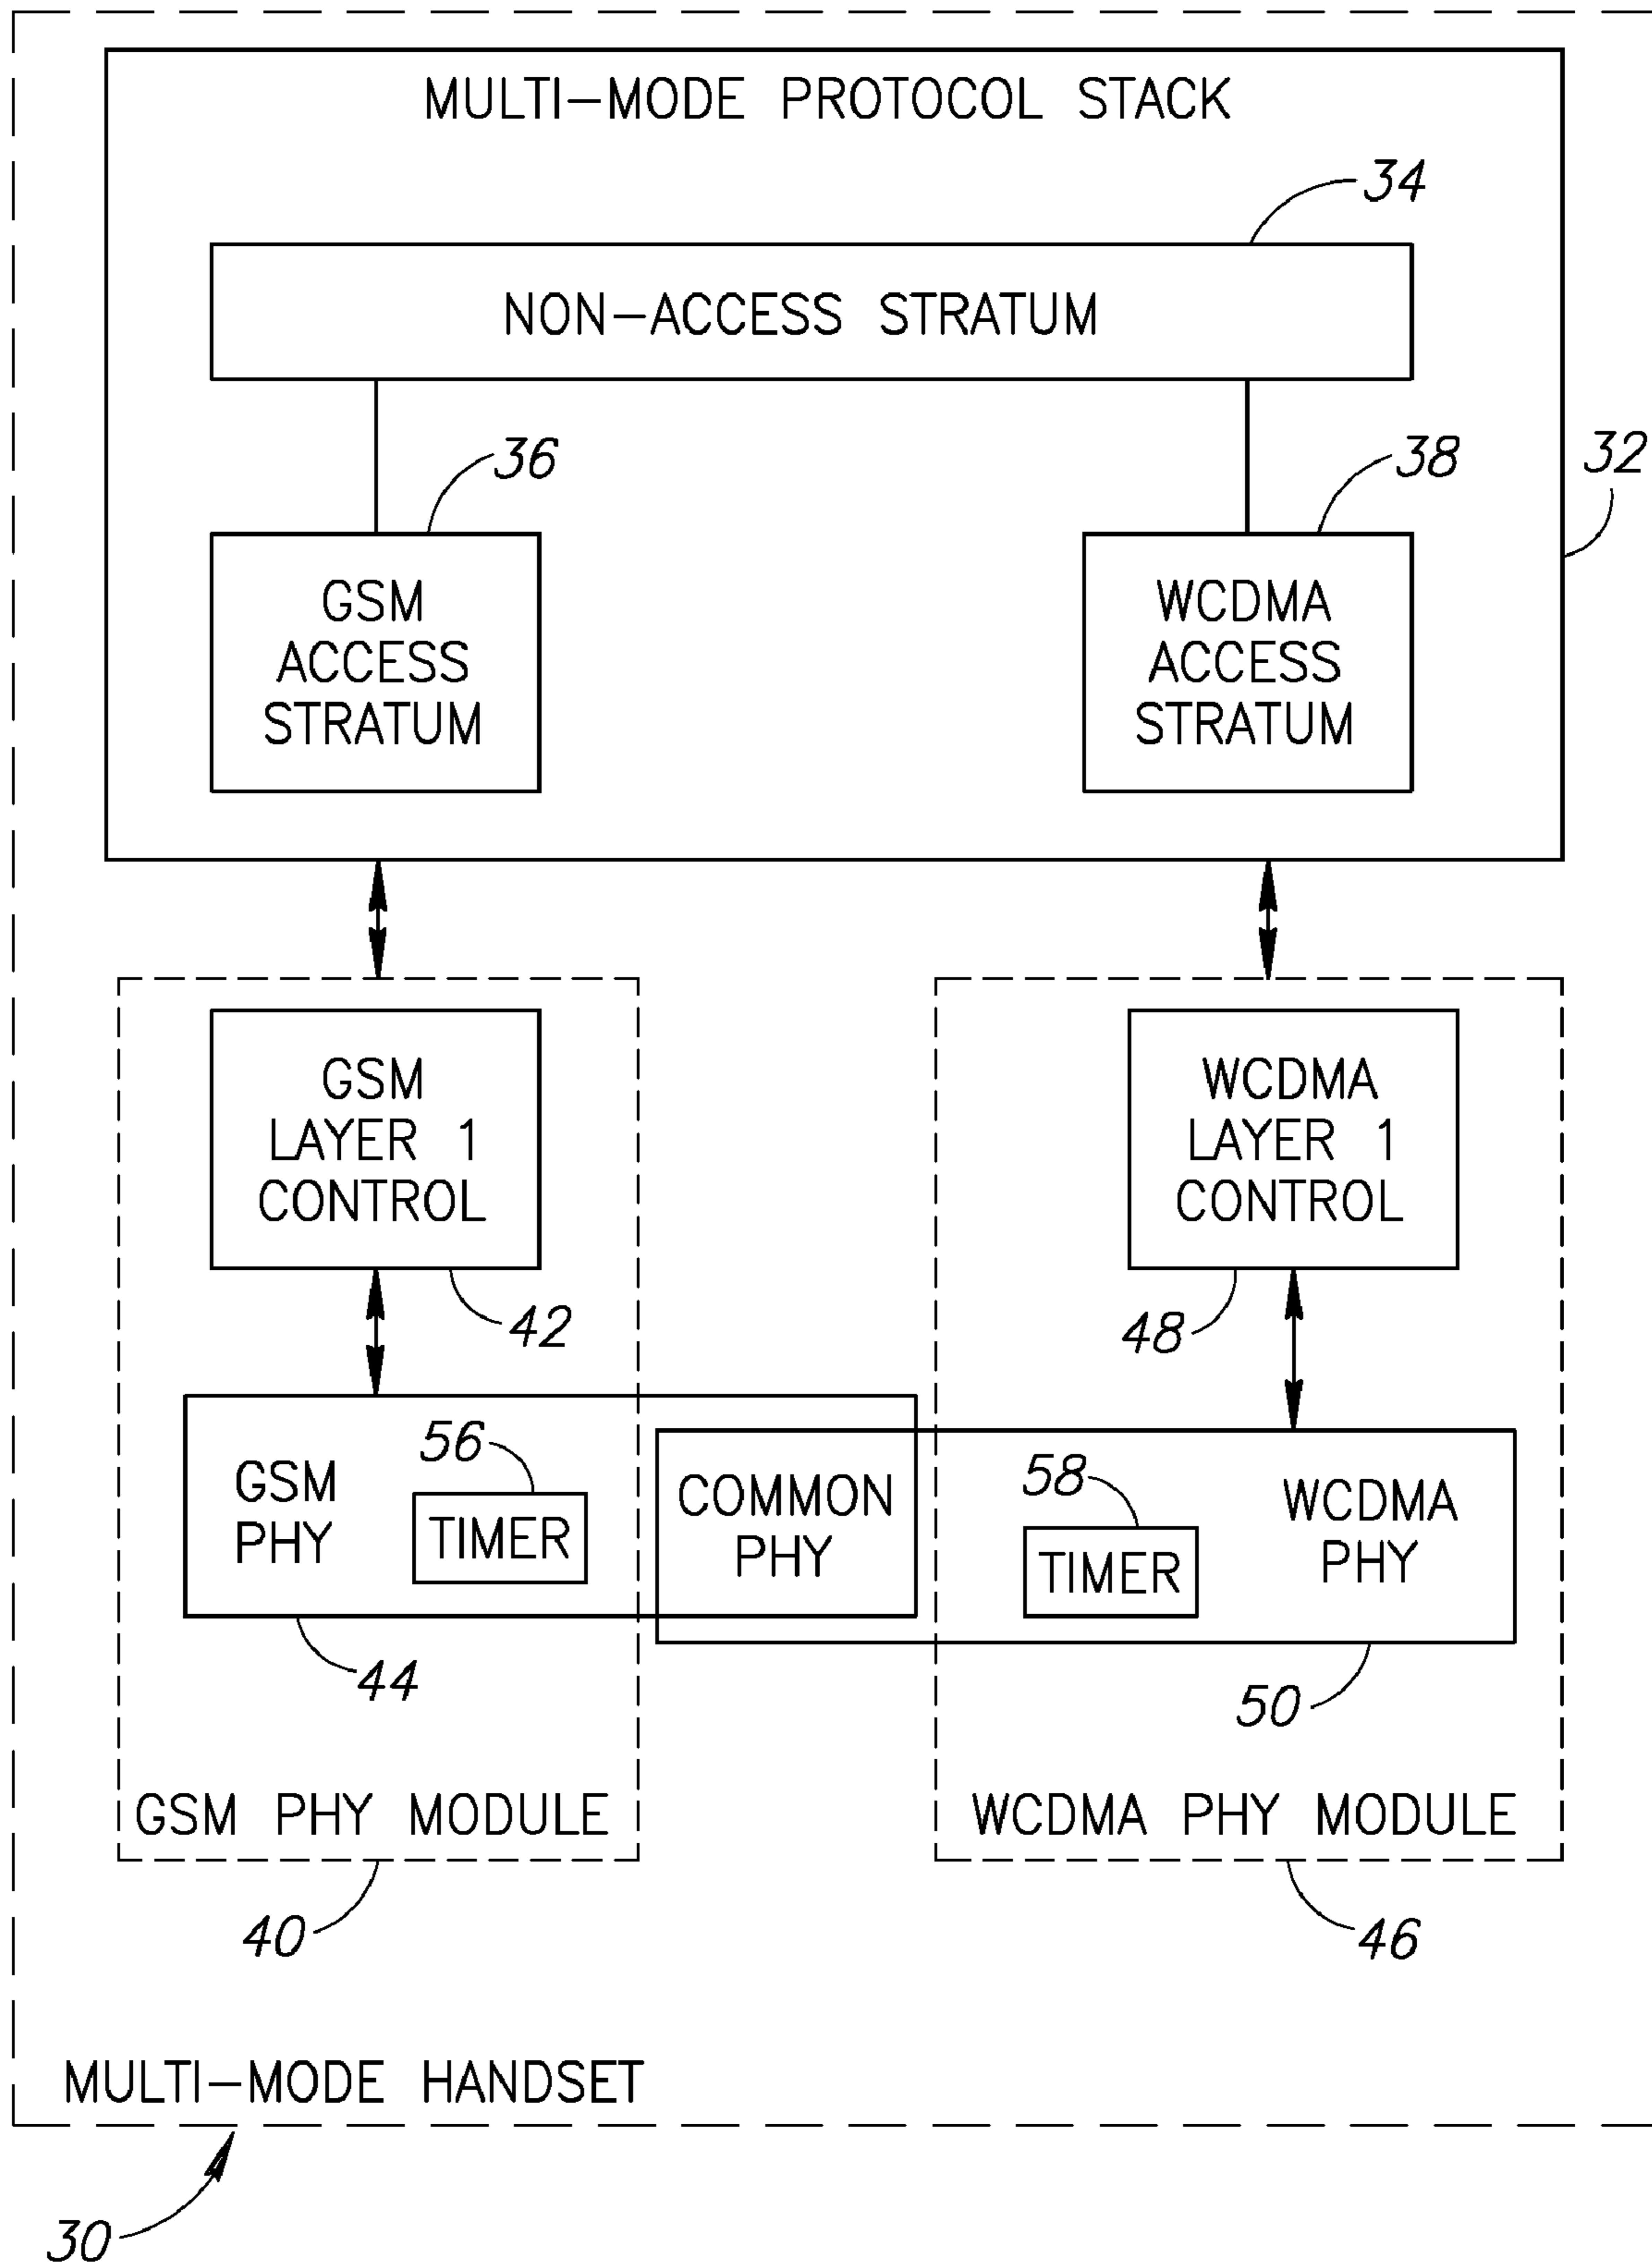 MULTI-MODE PROTOCOL STACK
34
NON-ACCESS STRATUM
36
38
32
GSM
ACCESS
STRATUM
WCDMA
ACCESS
STRATUM
GSM
LAYER 1
CONTROL
WCDMA
LAYER 1
CONTROL
42
48
GSM
PHY
56
TIMER
COMMON
PHY
58
TIMER
WCDMA
PHY
44
50
GSM PHY MODULE
WCDMA PHY MODULE
40
46
MULTI-MODE HANDSET
30